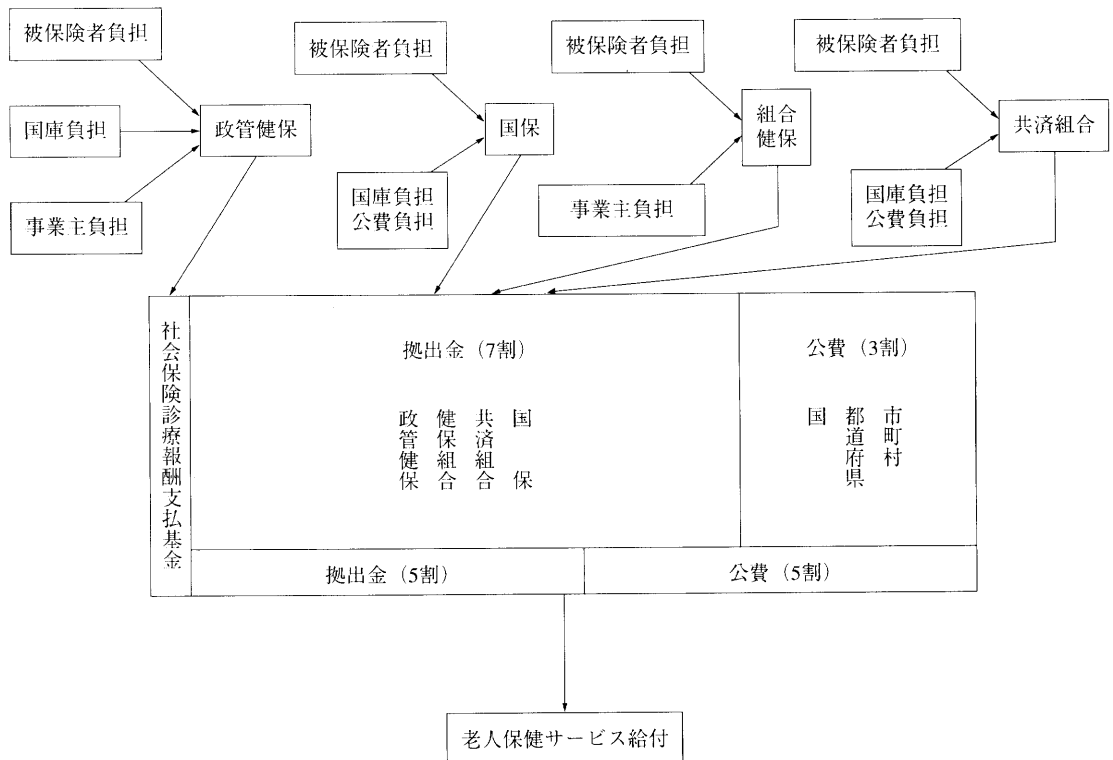 被保険者負担
被保険者負担
被保険者負担
被保険者負担
国庫負担
政管健保
国保
組合
健保
共済組合
事業主負担
国庫負担
公費負担
事業主負担
国庫負担
公費負担
社会保険診療報酬支払基金
拠出金 (7割)
公費 (3割)
政管健保
健保組合
共済組合
国保
国
都道府県
市町村
拠出金 (5割)
公費 (5割)
老人保健サービス給付